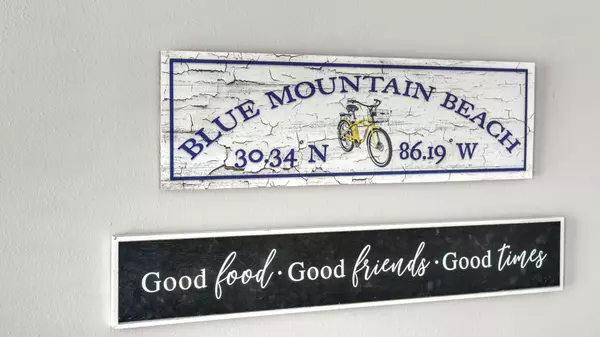 BLUE MOUNTAIN BEACH
30.34° N 86.19° W
Good food · Good friends · Good times